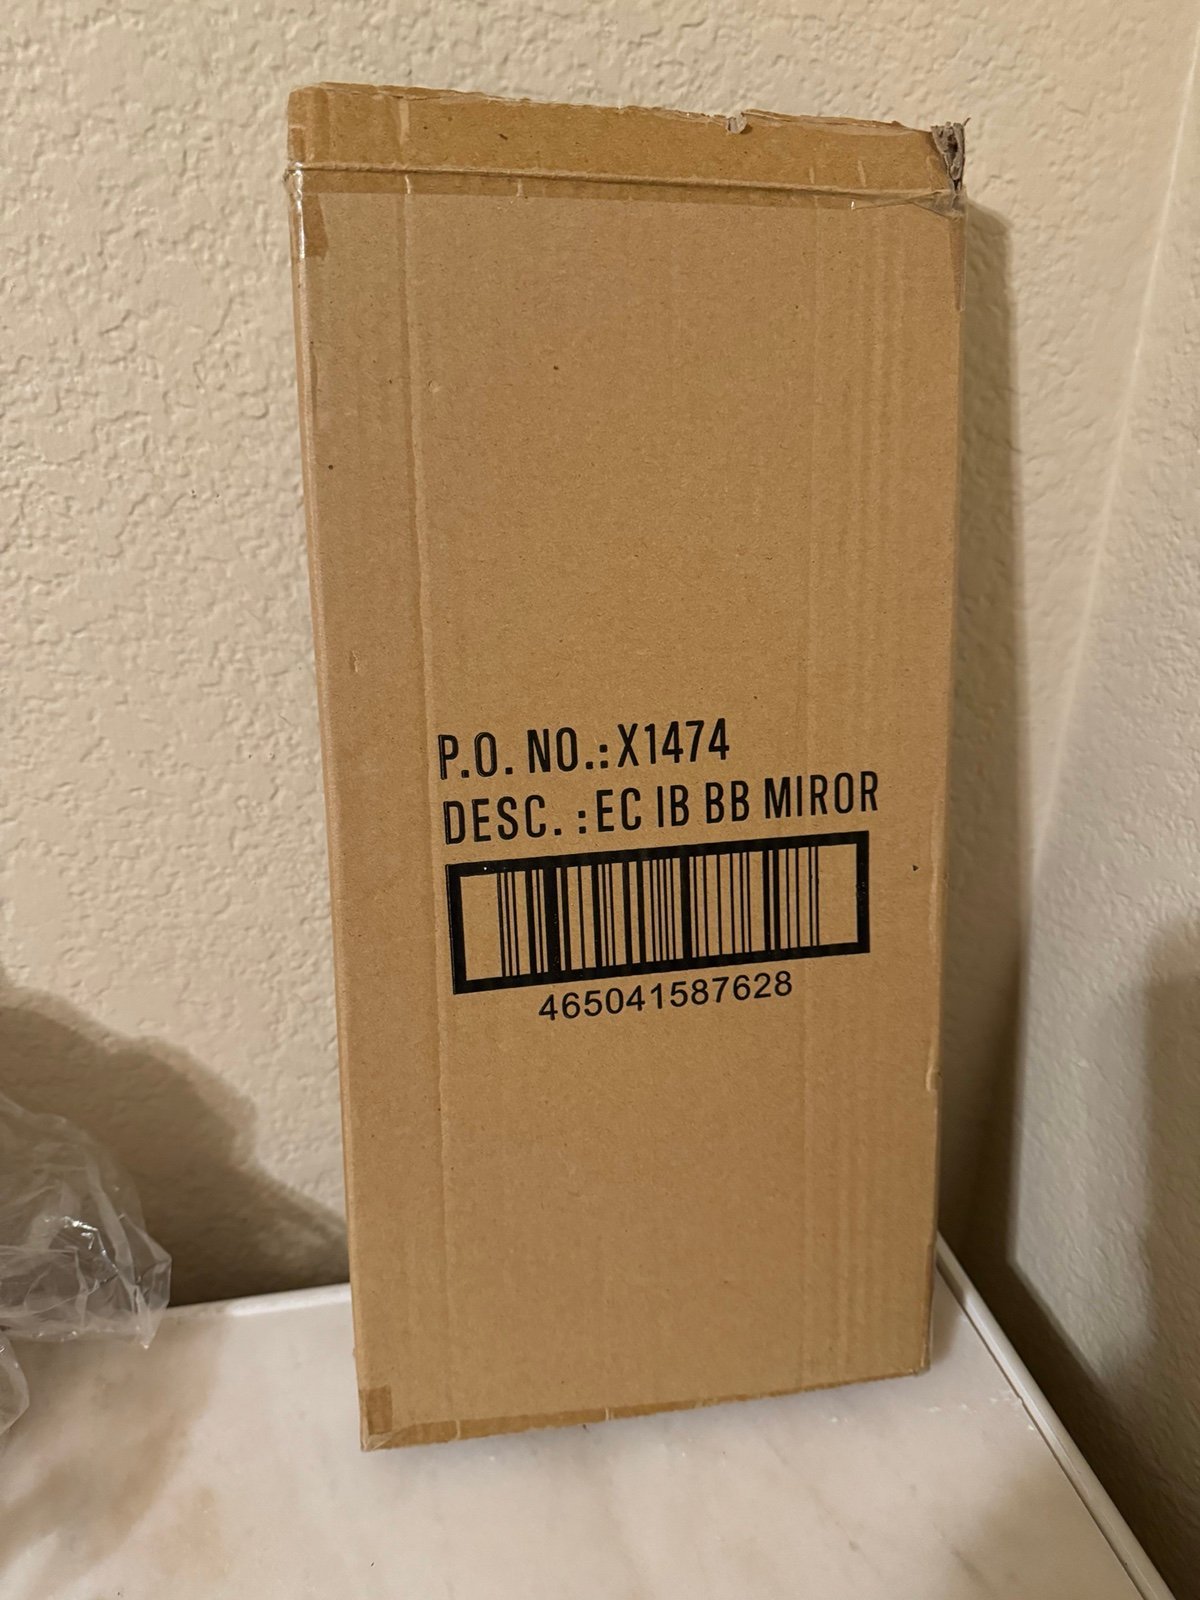 P.O. NO.:X1474
DESC. :EC IB BB MIROR
465041587628